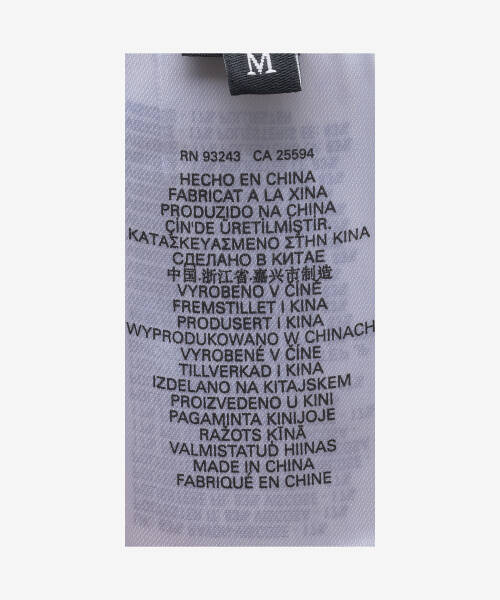 M
RN 93243 CA 25594
HECHO EN CHINA
FABRICAT A LA XINA
PRODUZIDO NA CHINA
ÇİN'DE ÜRETİLMİŞTİR.
ΚΑΤΑΣΚΕΥΑΣΜΕΝΟ ΣΤΗΝ ΚΙΝΑ
СДЕЛАНО В КИТАЕ
中国.浙江省.嘉兴市制造
VYROBENO V ČÍNĚ
FREMSTILLET I KINA
PRODUSERT I KINA
WYPRODUKOWANO W CHINACH
VYROBENÉ V ČÍNE
TILLVERKAD I KINA
IZDELANO NA KITAJSKEM
PROIZVEDENO U KINI
PAGAMINTA KINIJOJE
RAŽOTS ĶĪNĀ
VALMISTATUD HIINAS
MADE IN CHINA
FABRIQUÉ EN CHINE